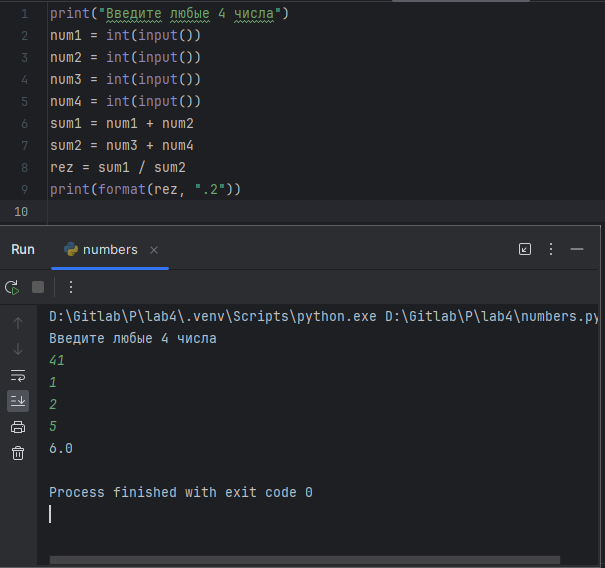 1 print("Введите любые 4 числа")
2 num1 = int(input())
3 num2 = int(input())
4 num3 = int(input())
5 num4 = int(input())
6 sum1 = num1 + num2
7 sum2 = num3 + num4
8 rez = sum1 / sum2
9 print(format(rez, ".2"))
10
Run numbers ×
D:\Gitlab\P\lab4\.venv\Scripts\python.exe D:\Gitlab\P\lab4\numbers.py
Введите любые 4 числа
41
1
2
5
6.0
Process finished with exit code 0